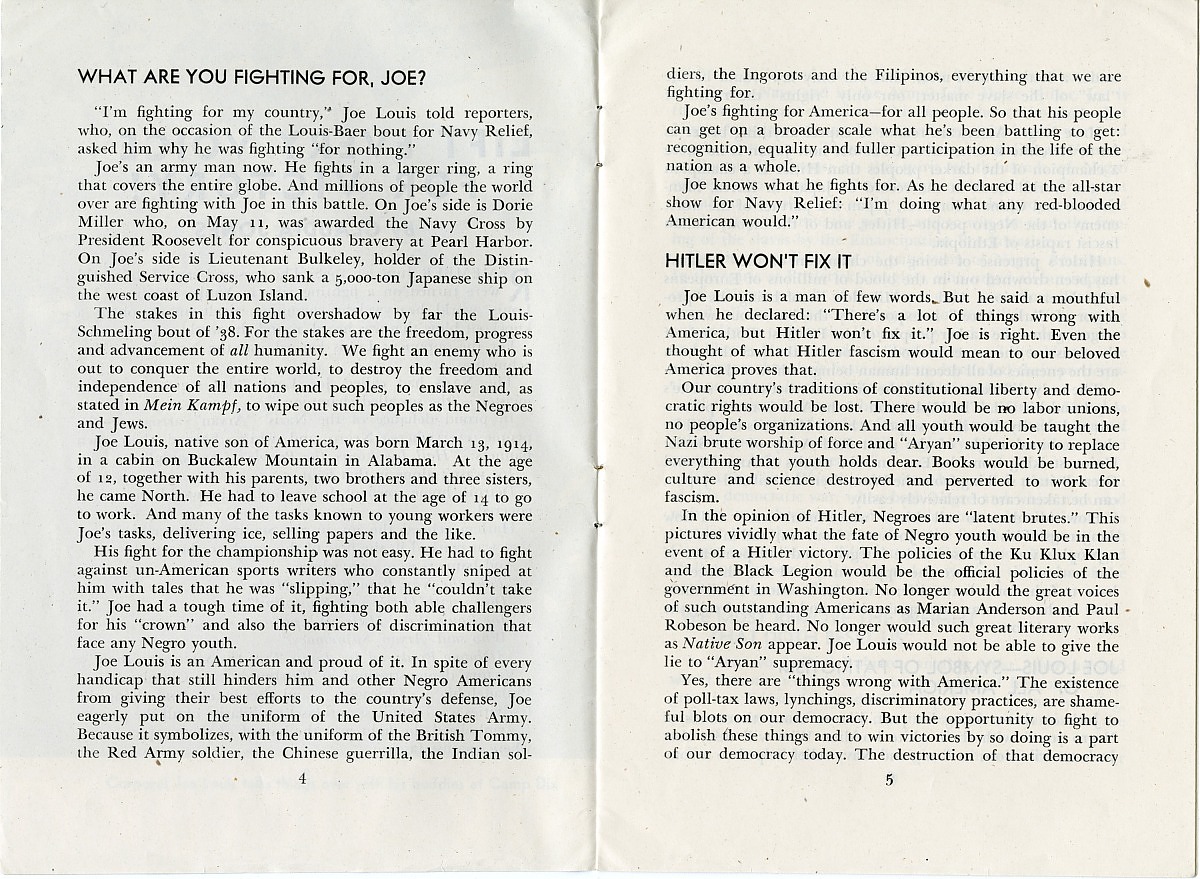 WHAT ARE YOU FIGHTING FOR, JOE?
"I'm fighting for my country," Joe Louis told reporters,
who, on the occasion of the Louis-Baer bout for Navy Relief,
asked him why he was fighting "for nothing."
Joe's an army man now. He fights in a larger ring, a ring
that covers the entire globe. And millions of people the world
over are fighting with Joe in this battle. On Joe's side is Dorie
Miller who, on May 11, was awarded the Navy Cross by
President Roosevelt for conspicuous bravery at Pearl Harbor.
On Joe's side is Lieutenant Bulkeley, holder of the Distin-
guished Service Cross, who sank a 5,000-ton Japanese ship on
the west coast of Luzon Island.
The stakes in this fight overshadow by far the Louis-
Schmeling bout of '38. For the stakes are the freedom, progress
and advancement of all humanity. We fight an enemy who is
out to conquer the entire world, to destroy the freedom and
independence of all nations and peoples, to enslave and, as
stated in Mein Kampf, to wipe out such peoples as the Negroes
and Jews.
Joe Louis, native son of America, was born March 13, 1914,
in a cabin on Buckalew Mountain in Alabama. At the age
of 12, together with his parents, two brothers and three sisters,
he came North. He had to leave school at the age of 14 to go
to work. And many of the tasks known to young workers were
Joe's tasks, delivering ice, selling papers and the like.
His fight for the championship was not easy. He had to fight
against un-American sports writers who constantly sniped at
him with tales that he was "slipping," that he "couldn't take
it." Joe had a tough time of it, fighting both able challengers
for his "crown" and also the barriers of discrimination that
face any Negro youth.
Joe Louis is an American and proud of it. In spite of every
handicap that still hinders him and other Negro Americans
from giving their best efforts to the country's defense, Joe
eagerly put on the uniform of the United States Army.
Because it symbolizes, with the uniform of the British Tommy,
the Red Army soldier, the Chinese guerrilla, the Indian sol-
4
diers, the Ingorots and the Filipinos, everything that we are
fighting for.
Joe's fighting for America—for all people. So that his people
can get on a broader scale what he's been battling to get:
recognition, equality and fuller participation in the life of the
nation as a whole.
Joe knows what he fights for. As he declared at the all-star
show for Navy Relief: "I'm doing what any red-blooded
American would."
HITLER WON'T FIX IT
Joe Louis is a man of few words. But he said a mouthful
when he declared: "There's a lot of things wrong with
America, but Hitler won't fix it." Joe is right. Even the
thought of what Hitler fascism would mean to our beloved
America proves that.
Our country's traditions of constitutional liberty and demo-
cratic rights would be lost. There would be no labor unions,
no people's organizations. And all youth would be taught the
Nazi brute worship of force and "Aryan" superiority to replace
everything that youth holds dear. Books would be burned,
culture and science destroyed and perverted to work for
fascism.
In the opinion of Hitler, Negroes are "latent brutes." This
pictures vividly what the fate of Negro youth would be in the
event of a Hitler victory. The policies of the Ku Klux Klan
and the Black Legion would be the official policies of the
government in Washington. No longer would the great voices
of such outstanding Americans as Marian Anderson and Paul
Robeson be heard. No longer would such great literary works
as Native Son appear. Joe Louis would not be able to give the
lie to "Aryan" supremacy.
Yes, there are "things wrong with America." The existence
of poll-tax laws, lynchings, discriminatory practices, are shame-
ful blots on our democracy. But the opportunity to fight to
abolish these things and to win victories by so doing is a part
of our democracy today. The destruction of that democracy
5